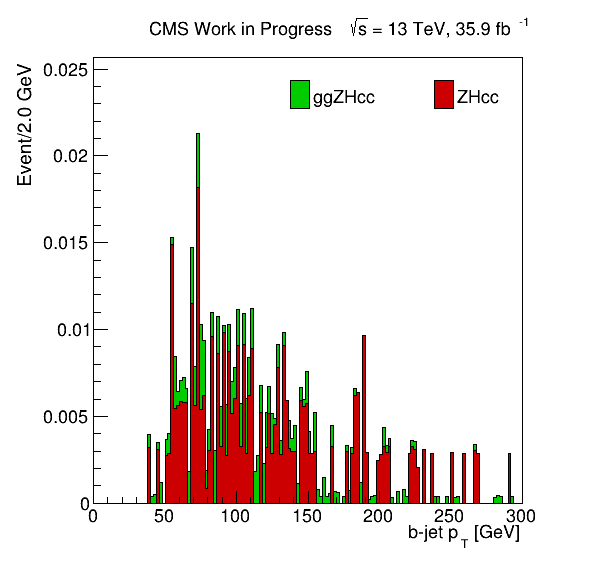 CMS Work in Progress √s = 13 TeV, 35.9 fb -1
ggZHcc ZHcc
Event/2.0 GeV
0.025
0.02
0.015
0.01
0.005
0
0 50 100 150 200 250 300
b-jet pT [GeV]